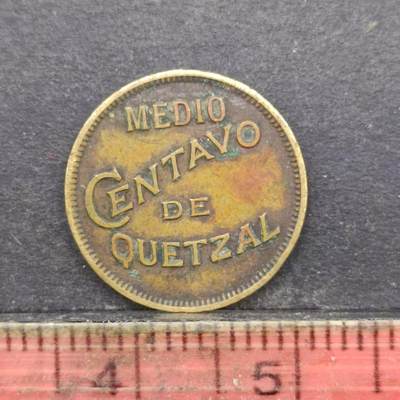 MEDIO
CENTAVO
DE
QUETZAL
4 5